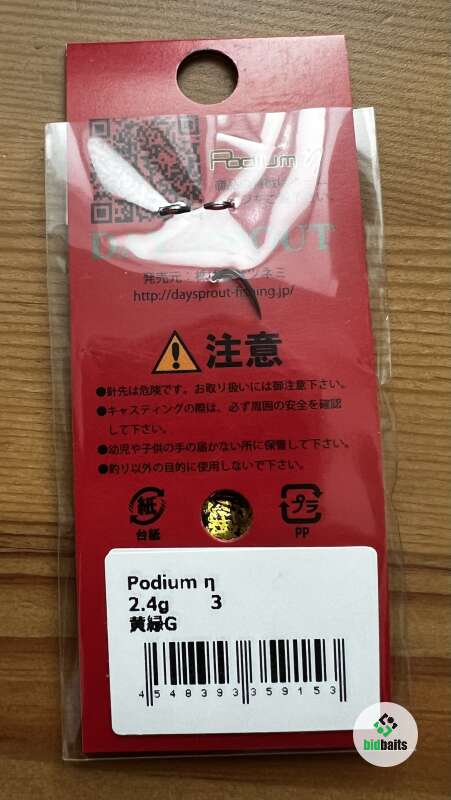 Podium
発売元：
http://daysprout-fishing.jp/
注意
●針先は危険です。お取り扱いには御注意下さい。
●キャスティングの際は、必ず周囲の安全を確認
して下さい。
●幼児や子供の手の届かない所に保管して下さい。
●釣り以外の目的に使用しないで下さい。
紙 プラ
台紙 PP
Podium η
2.4g 3
黄緑G
4548393359153
bidbaits